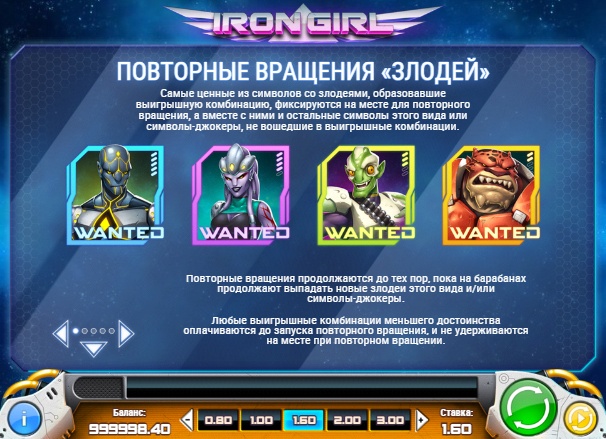 IRON GIRL
ПОВТОРНЫЕ ВРАЩЕНИЯ «ЗЛОДЕЙ»
Самые ценные из символов со злодеями, образовавшие
выигрышную комбинацию, фиксируются на месте для повторного
вращения, а вместе с ними и остальные символы этого вида или
символы-джокеры, не вошедшие в выигрышные комбинации.
WANTED WANTED WANTED WANTED
Повторные вращения продолжаются до тех пор, пока на барабанах
продолжают выпадать новые злодеи этого вида и/или
символы-джокеры.
Любые выигрышные комбинации меньшего достоинства
оплачиваются до запуска повторного вращения, и не удерживаются
на месте при повторном вращении.
Баланс:
999998.40
0.80 1.00 1.60 2.00 3.00
Ставка:
1.60